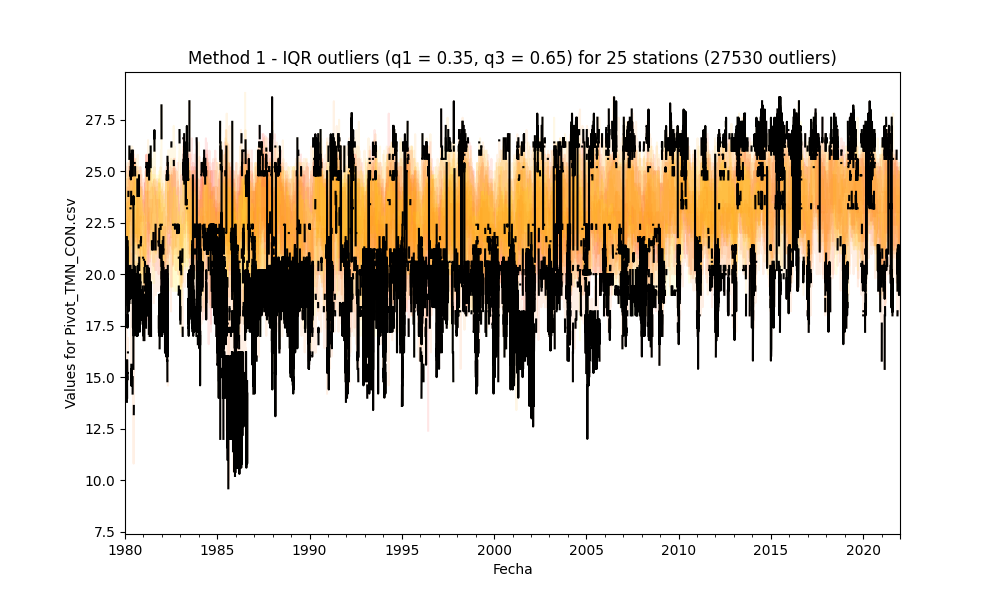 Method 1 - IQR outliers (q1 = 0.35, q3 = 0.65) for 25 stations (27530 outliers)
Values for Pivot_TMN_CON.csv
27.5
25.0
22.5
20.0
17.5
15.0
12.5
10.0
7.5
1980 1985 1990 1995 2000 2005 2010 2015 2020
Fecha